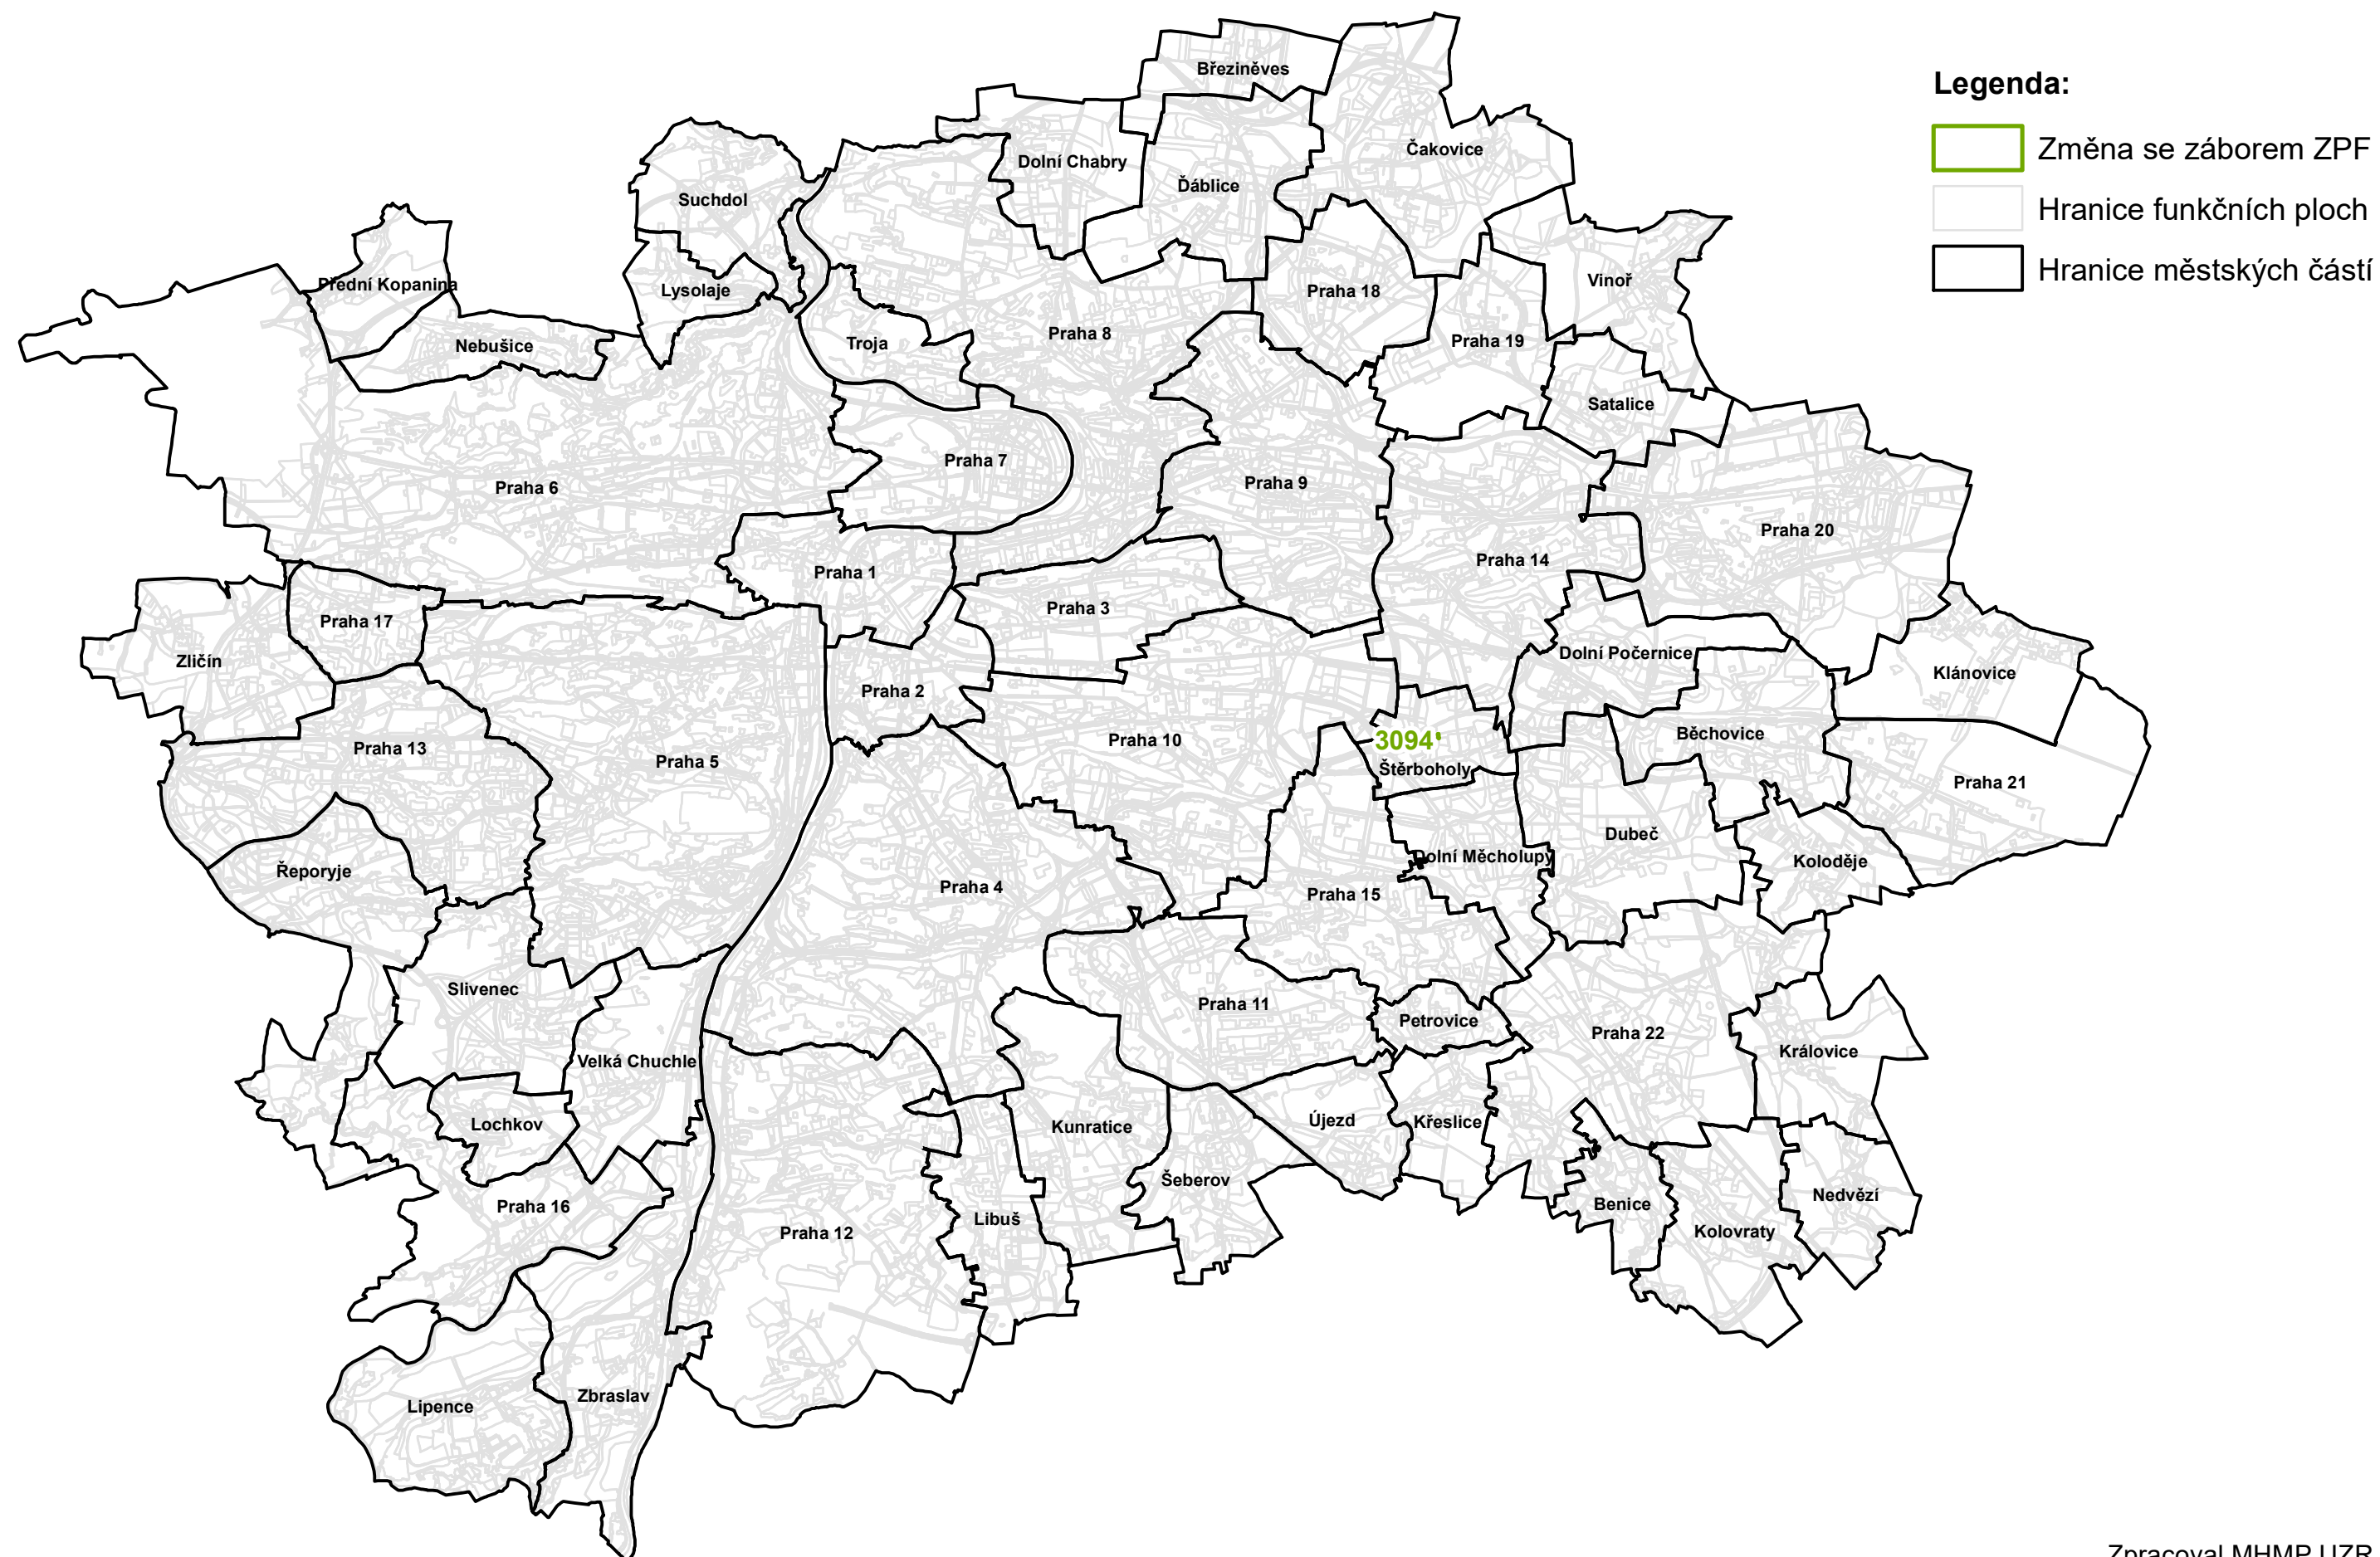 Legenda:
Změna se záborem ZPF
Hranice funkčních ploch
Hranice městských částí
Březiněves
Čakovice
Dolní Chabry
Ďáblice
Suchdol
Přední Kopanina
Lysolaje
Praha 18
Vinoř
Nebušice
Troja
Praha 8
Praha 19
Satalice
Praha 7
Praha 6
Praha 9
Praha 20
Praha 14
Praha 1
Praha 3
Praha 17
Zličín
Dolní Počernice
Klánovice
Praha 2
Praha 13
Praha 5
Praha 10
3094
Běchovice
Štěrboholy
Praha 21
Dubeč
Dolní Měcholupy
Koloděje
Řeporyje
Praha 4
Praha 15
Slivenec
Praha 11
Petrovice
Praha 22
Královice
Velká Chuchle
Lochkov
Kunratice
Újezd
Křeslice
Šeberov
Praha 16
Libuš
Benice
Nedvězí
Praha 12
Kolovraty
Lipence
Zbraslav
Zpracoval MHMP UZR